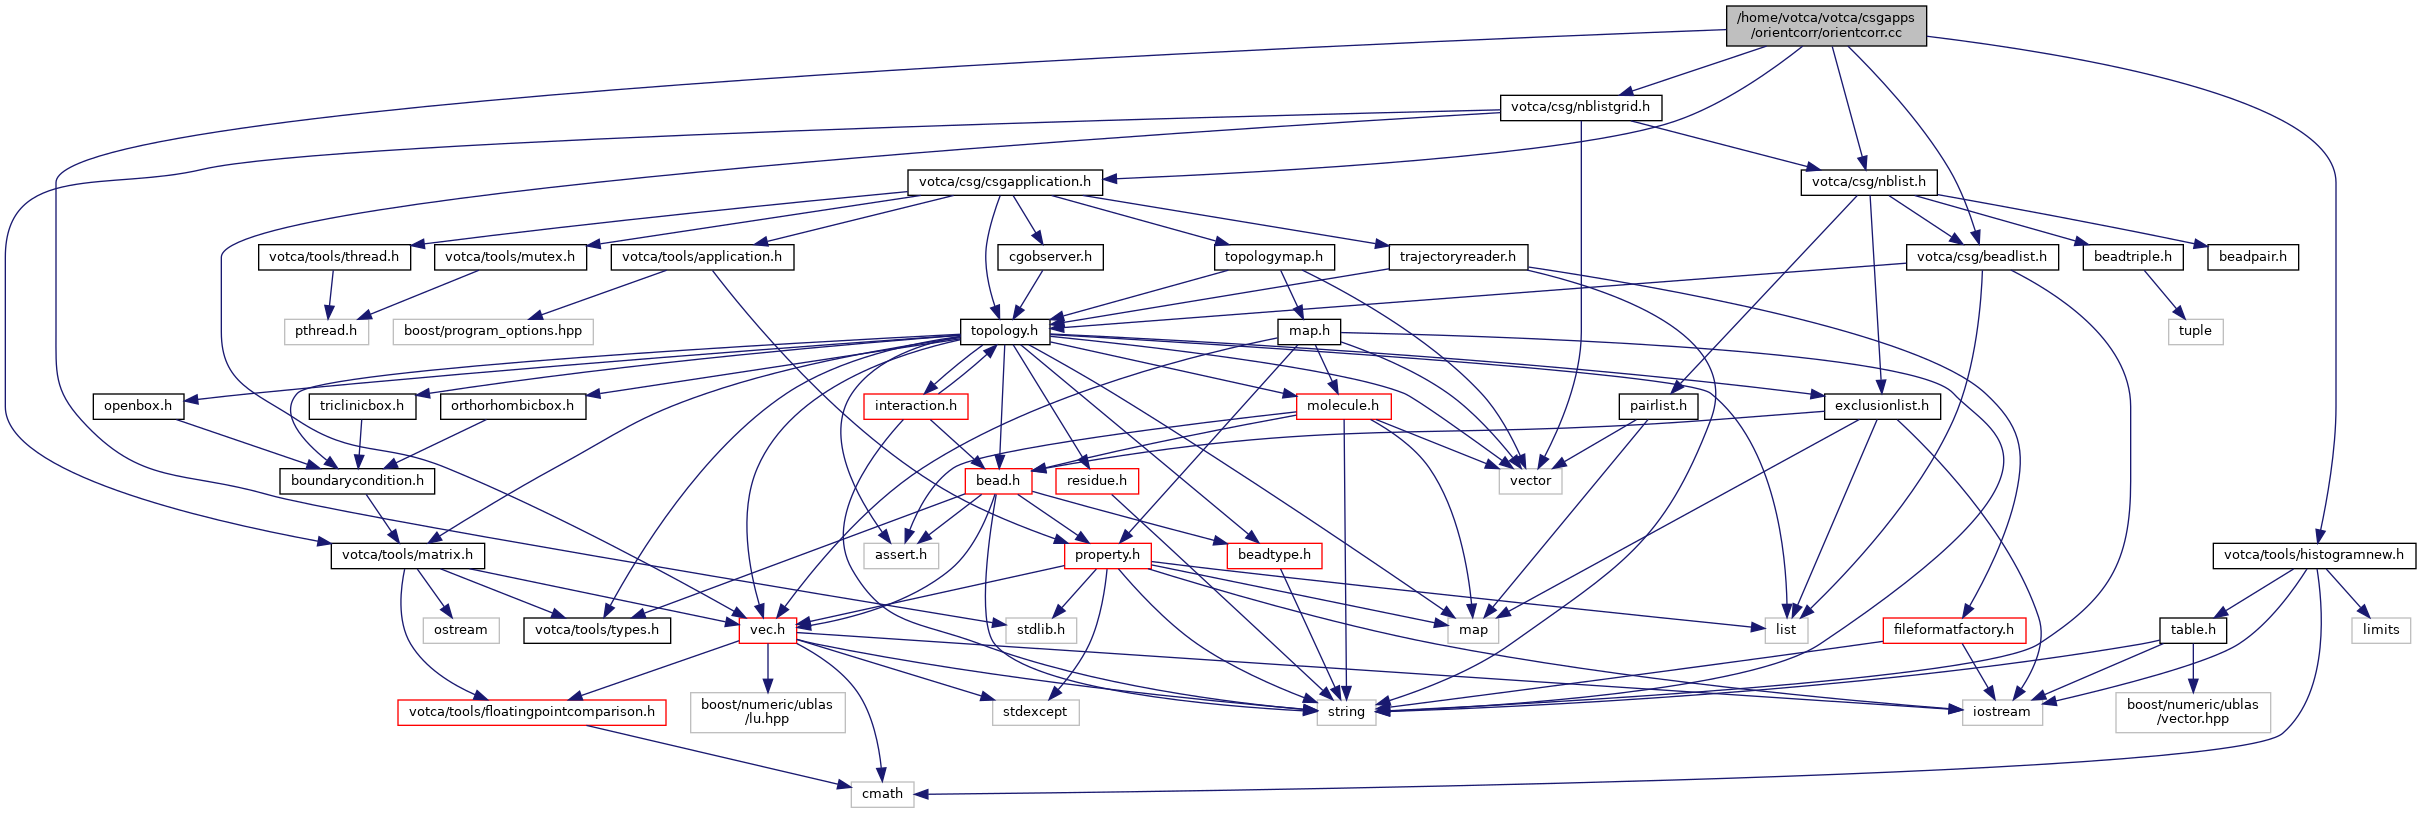 /home/votca/votca/csgapps
/orientcorr/orientcorr.cc
votca/csg/nblistgrid.h
votca/csg/csgapplication.h
votca/csg/nblist.h
votca/tools/thread.h
votca/tools/mutex.h
votca/tools/application.h
cgobserver.h
topologymap.h
trajectoryreader.h
votca/csg/beadlist.h
beadtriple.h
beadpair.h
pthread.h
boost/program_options.hpp
topology.h
map.h
tuple
openbox.h
triclinicbox.h
orthorhombicbox.h
interaction.h
molecule.h
pairlist.h
exclusionlist.h
boundarycondition.h
bead.h
residue.h
vector
votca/tools/matrix.h
assert.h
property.h
beadtype.h
votca/tools/histogramnew.h
ostream
votca/tools/types.h
vec.h
stdlib.h
map
list
fileformatfactory.h
table.h
limits
votca/tools/floatingpointcomparison.h
boost/numeric/ublas
/lu.hpp
stdexcept
string
iostream
boost/numeric/ublas
/vector.hpp
cmath